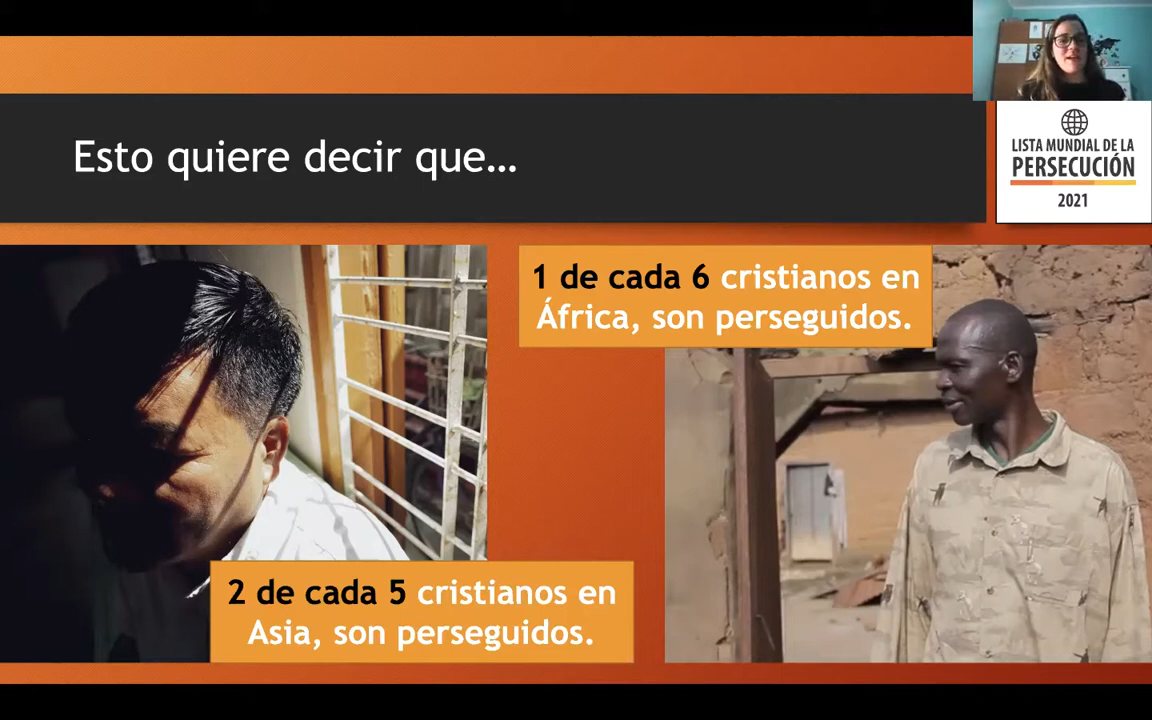 Esto quiere decir que...
LISTA MUNDIAL DE LA
PERSECUCIÓN
2021
1 de cada 6 cristianos en
África, son perseguidos.
2 de cada 5 cristianos en
Asia, son perseguidos.